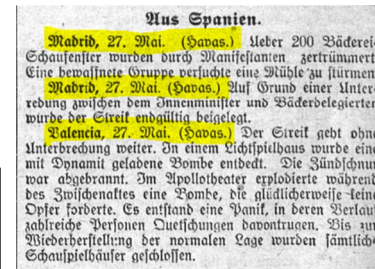 Aus Spanien.
Madrid, 27. Mai. (Havas.) Ueber 200 Bäckerei-
Schaufenster wurden durch Manifestanten zertrümmert
Eine bewaffnete Gruppe versuchte eine Mühle zu stürmen
Madrid, 27. Mai. (Havas.) Auf Grund einer Unter-
redung zwischen dem Innenminister und Bäckerdelegierten
wurde der Streik endgültig beigelegt.
Valencia, 27. Mai. (Havas.) Der Streik geht ohne
Unterbrechung weiter. In einem Lichtspielhaus wurde eine
mit Dynamit geladene Bombe entdeckt. Die Zündschnur
war abgebrannt. Im Apollotheater explodierte während
des Zwischenaktes eine Bombe, die glücklicherweise keine
Opfer forderte. Es entstand eine Panik, in deren Verlauf
zahlreiche Personen Quetschungen davontrugen. Bis zur
Wiederherstellung der normalen Lage wurden sämtliche
Schauspielhäuser geschlossen.